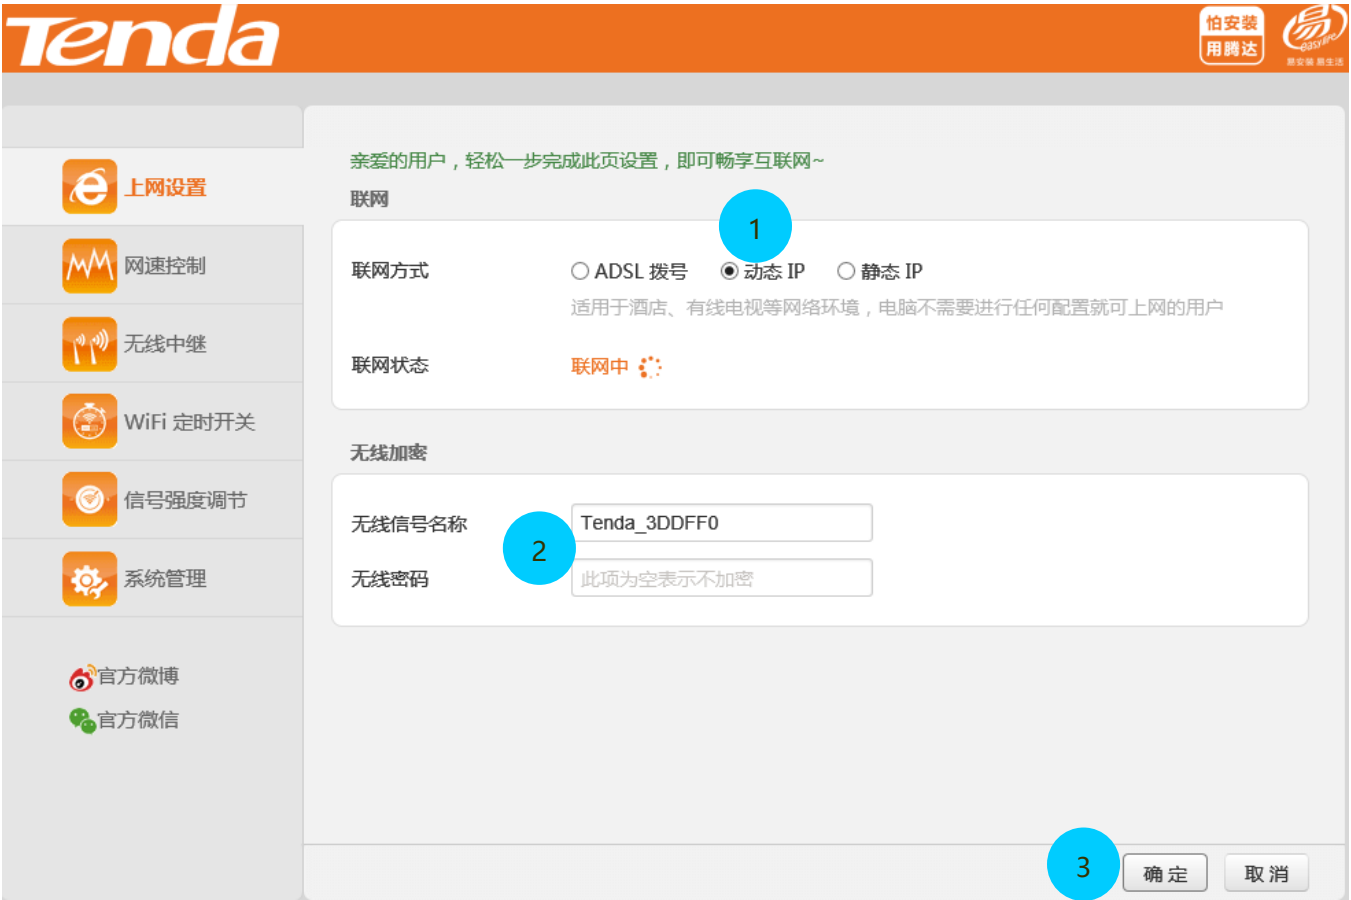 Tenda
怕安装
用腾达
易
easylife
易安装 易生活
上网设置
网速控制
无线中继
WiFi 定时开关
信号强度调节
系统管理
官方微博
官方微信
亲爱的用户，轻松一步完成此页设置，即可畅享互联网~
联网
1
联网方式
ADSL 拨号
动态 IP
静态 IP
适用于酒店、有线电视等网络环境，电脑不需要进行任何配置就可上网的用户
联网状态
联网中
无线加密
无线信号名称
Tenda_3DDFF0
2
无线密码
此项为空表示不加密
3
确定
取消